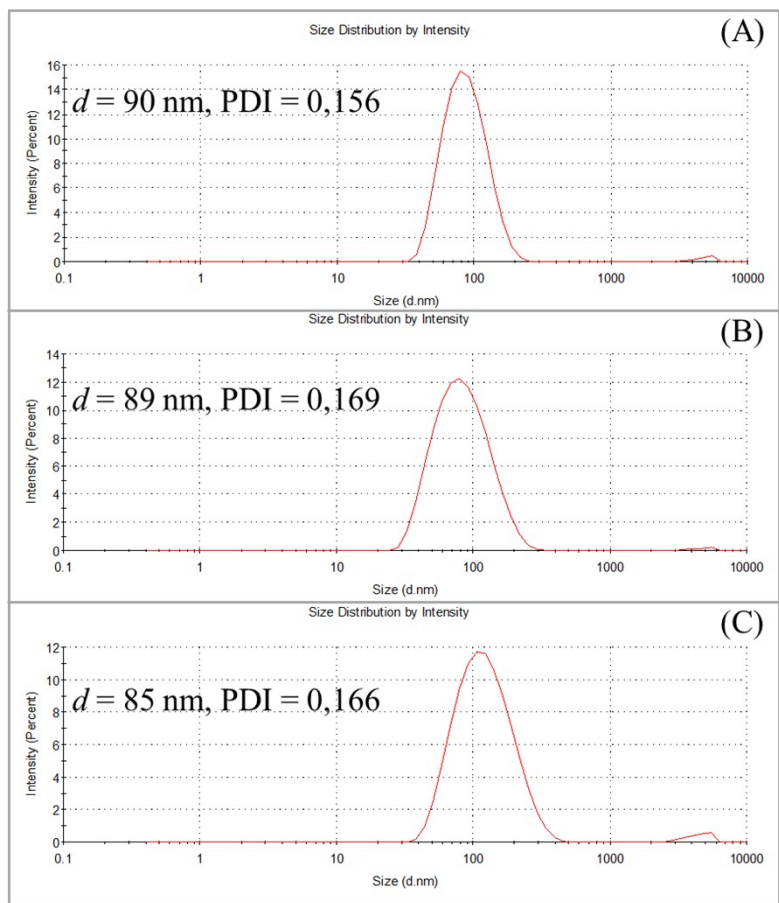 Size Distribution by Intensity
(A)
d = 90 nm, PDI = 0,156
Intensity (Percent)
16
14
12
10
8
6
4
2
0
0.1 1 10 100 1000 10000
Size (d.nm)
Size Distribution by Intensity
(B)
d = 89 nm, PDI = 0,169
Intensity (Percent)
14
12
10
8
6
4
2
0
0.1 1 10 100 1000 10000
Size (d.nm)
Size Distribution by Intensity
(C)
d = 85 nm, PDI = 0,166
Intensity (Percent)
12
10
8
6
4
2
0
0.1 1 10 100 1000 10000
Size (d.nm)